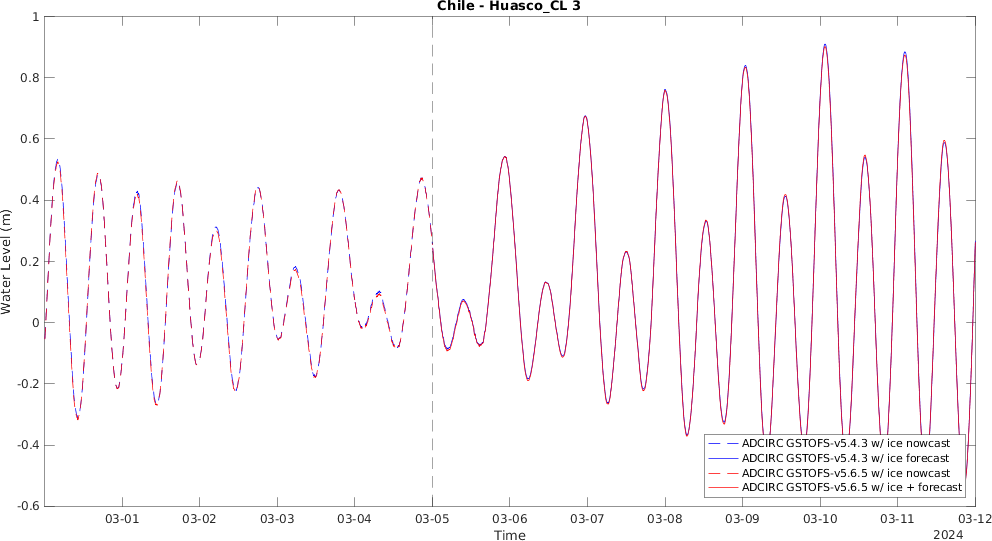 Chile - Huasco_CL 3
1
0.8
0.6
0.4
0.2
0
-0.2
-0.4
-0.6
Water Level (m)
ADCIRC GSTOFS-v5.4.3 w/ ice nowcast
ADCIRC GSTOFS-v5.4.3 w/ ice forecast
ADCIRC GSTOFS-v5.6.5 w/ ice nowcast
ADCIRC GSTOFS-v5.6.5 w/ ice + forecast
03-01 03-02 03-03 03-04 03-05 03-06 03-07 03-08 03-09 03-10 03-11 03-12
Time
2024